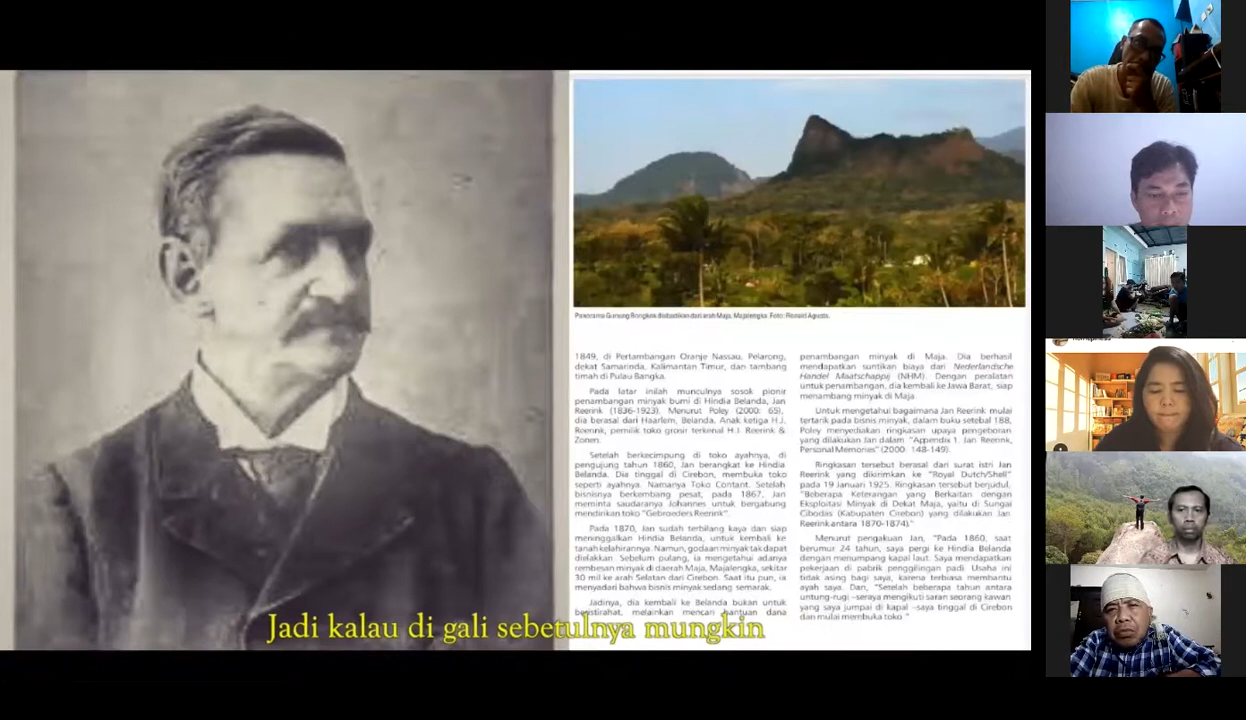 Panorama Gunung Rongkok diabadikan dari arah Maja, Majalengka. Foto: Ronald Agusta.
1849, di Pertambangan Oranje Nassau, Pelarong,
dekat Samarinda, Kalimantan Timur, dan tambang
timah di Pulau Bangka.
Pada latar inilah munculnya sosok pionir
penambangan minyak bumi di Hindia Belanda, Jan
Reerink (1836-1923). Menurut Poley (2000: 65),
dia berasal dari Haarlem, Belanda. Anak ketiga H.J.
Reerink, pemilik toko grosir terkenal H.J. Reerink &
Zonen.
Setelah berkecimpung di toko ayahnya, di
pengujung tahun 1860, Jan berangkat ke Hindia
Belanda. Dia tinggal di Cirebon, membuka toko
seperti ayahnya. Namanya Toko Contant. Setelah
bisnisnya berkembang pesat, pada 1867, Jan
meminta saudaranya Johannes untuk bergabung
mendirikan toko "Gebroeders Reerink".
Pada 1870, Jan sudah terbilang kaya dan siap
meninggalkan Hindia Belanda, untuk kembali ke
tanah kelahirannya. Namun, godaan minyak tak dapat
dielakkan. Sebelum pulang, ia mengetahui adanya
rembesan minyak di daerah Maja, Majalengka, sekitar
30 mil ke arah Selatan dari Cirebon. Saat itu pun, ia
menyadari bahwa bisnis minyak sedang semarak.
Jadinya, dia kembali ke Belanda bukan untuk
beristirahat, melainkan mencari bantuan dana
penambangan minyak di Maja. Dia berhasil
mendapatkan suntikan biaya dari Nederlandsche
Handel Maatschappij (NHM). Dengan peralatan
untuk penambangan, dia kembali ke Jawa Barat, siap
menambang minyak di Maja.
Untuk mengetahui bagaimana Jan Reerink mulai
tertarik pada bisnis minyak, dalam buku setebal 188,
Poley menyediakan ringkasan upaya pengeboran
yang dilakukan Jan dalam "Appendix 1. Jan Reerink,
Personal Memories" (2000: 148-149).
Ringkasan tersebut berasal dari surat istri Jan
Reerink yang dikirimkan ke "Royal Dutch/Shell"
pada 19 Januari 1925. Ringkasan tersebut berjudul,
"Beberapa Keterangan yang Berkaitan dengan
Eksploitasi Minyak di Dekat Maja, yaitu di Sungai
Cibodas (Kabupaten Cirebon) yang dilakukan Jan
Reerink antara 1870-1874)."
Menurut pengakuan Jan, "Pada 1860, saat
berumur 24 tahun, saya pergi ke Hindia Belanda
dengan menumpang kapal laut. Saya mendapatkan
pekerjaan di pabrik penggilingan padi. Usaha ini
tidak asing bagi saya, karena terbiasa membantu
ayah saya. Dan, "Setelah beberapa tahun antara
untung-rugi –seraya mengikuti saran seorang kawan
yang saya jumpai di kapal –saya tinggal di Cirebon
dan mulai membuka toko."
Jadi kalau di gali sebetulnya mungkin